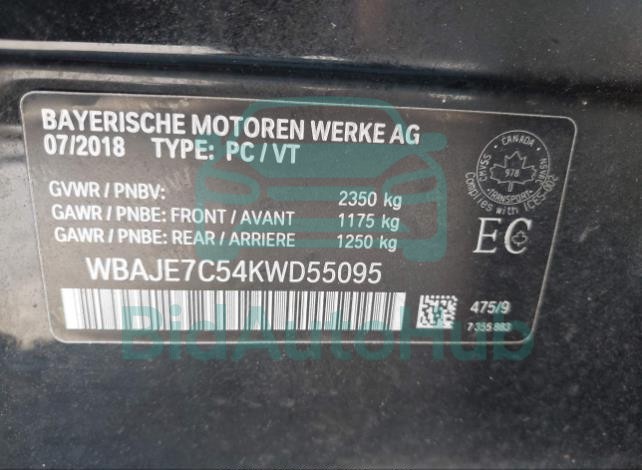 BAYERISCHE MOTOREN WERKE AG
07/2018 TYPE: PC / VT
GVWR / PNBV: 2350 kg
GAWR / PNBE: FRONT / AVANT 1175 kg
GAWR / PNBE: REAR / ARRIERE 1250 kg
WBAJE7C54KWD55095
CANADA
978
TRANSPORT
Complies with ICES-002
EC
475/9
7 355 883
BidAutoHub